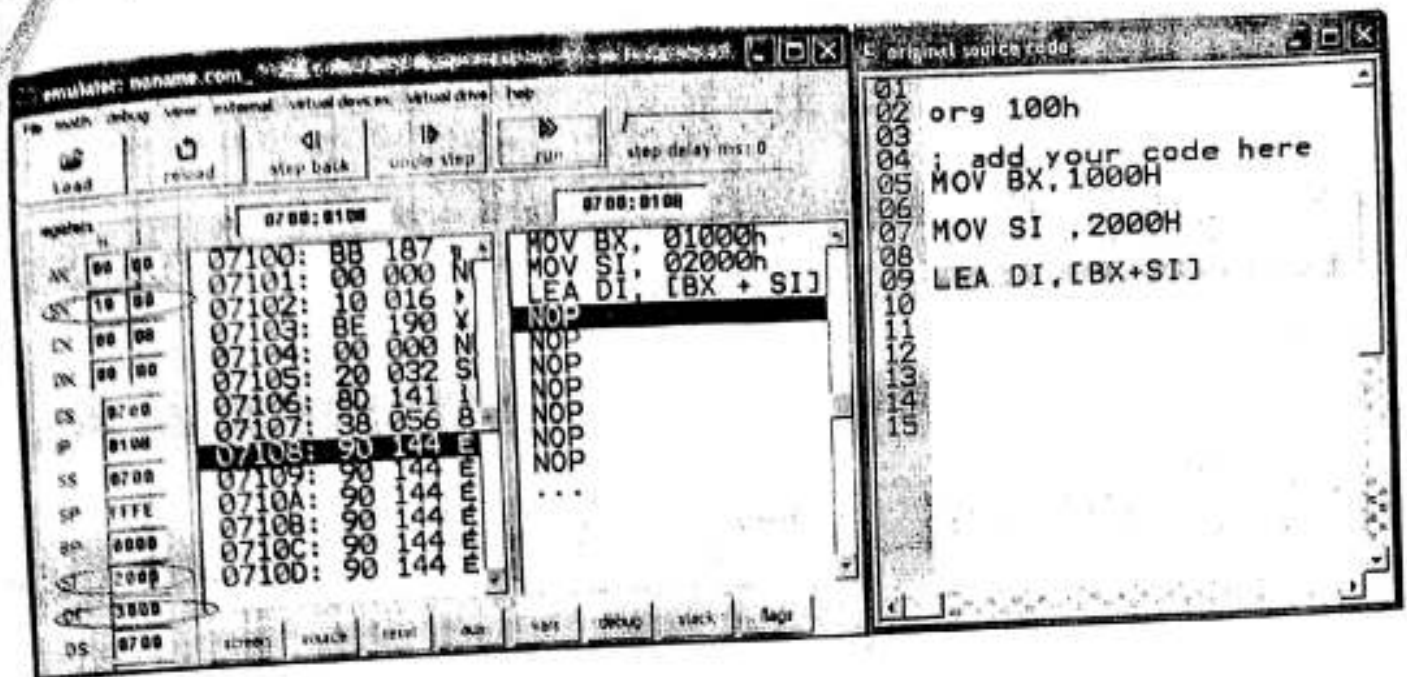 emulator: noname.com
file math debug view external virtual devices virtual drive help
Load reload step back single step run step delay ms: 0
registers
H L
0700:0108
0700:0108
AX 00 00
BX 10 00
CX 00 08
DX 00 00
CS 0700
IP 0108
SS 0700
SP FFFE
BP 0000
SI 2000
DI 3000
DS 0700
07100: BB 187
07101: 00 000 N
07102: 10 016
07103: BE 190 ¥
07104: 00 000 N
07105: 20 032 S
07106: 8D 141 ì
07107: 38 056 8
07108: 90 144 É
07109: 90 144 É
0710A: 90 144 É
0710B: 90 144 É
0710C: 90 144 É
0710D: 90 144 É
MOV BX, 01000h
MOV SI, 02000h
LEA DI, [BX + SI]
NOP
NOP
NOP
NOP
NOP
NOP
NOP
...
screen source reset aux vars debug stack flags
original source code
01
02 org 100h
03
04 ; add your code here
05 MOV BX,1000H
06
07 MOV SI ,2000H
08
09 LEA DI,[BX+SI]
10
11
12
13
14
15